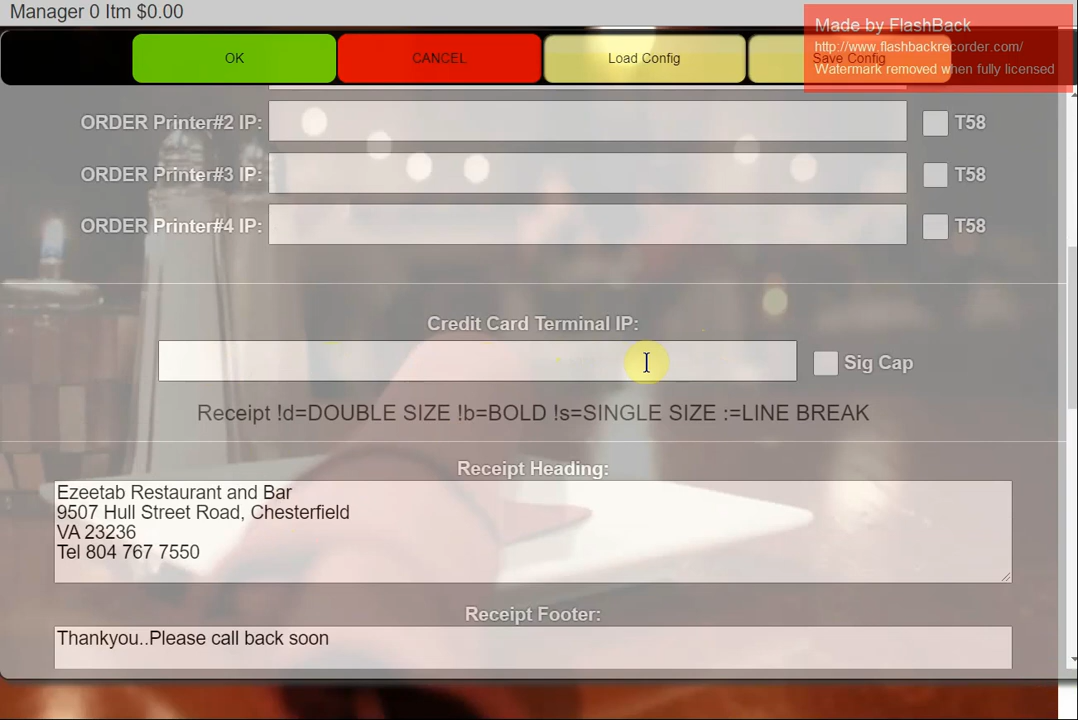 Manager 0 Itm $0.00
Made by FlashBack
http://www.flashbackrecorder.com/
Watermark removed when fully licensed
OK
CANCEL
Load Config
Save Config
ORDER Printer#2 IP:
T58
ORDER Printer#3 IP:
T58
ORDER Printer#4 IP:
T58
Credit Card Terminal IP:
Sig Cap
Receipt !d=DOUBLE SIZE !b=BOLD !s=SINGLE SIZE :=LINE BREAK
Receipt Heading:
Ezeetab Restaurant and Bar
9507 Hull Street Road, Chesterfield
VA 23236
Tel 804 767 7550
Receipt Footer:
Thankyou..Please call back soon